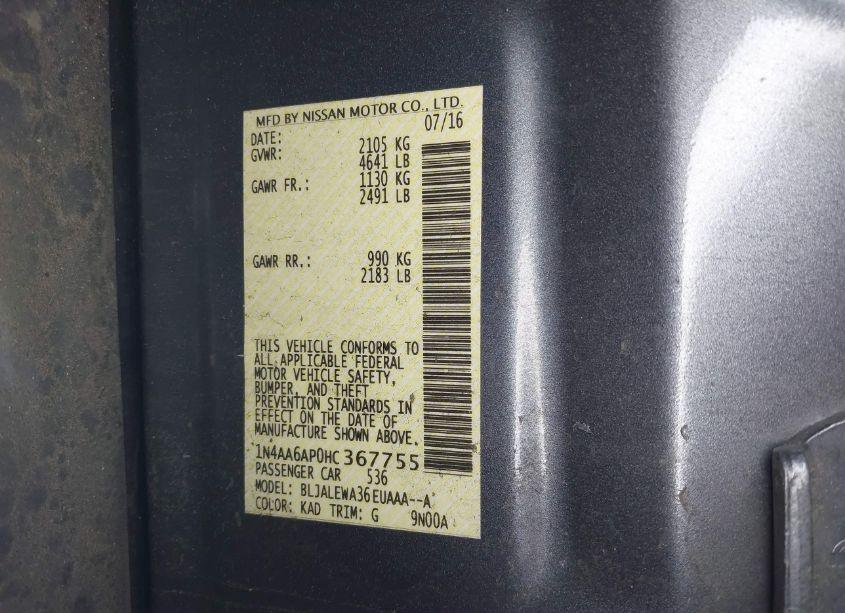 MFD BY NISSAN MOTOR CO., LTD.
DATE: 07/16
GVWR: 2105 KG
4641 LB
GAWR FR.: 1130 KG
2491 LB
GAWR RR.: 990 KG
2183 LB
THIS VEHICLE CONFORMS TO
ALL APPLICABLE FEDERAL
MOTOR VEHICLE SAFETY,
BUMPER, AND THEFT
PREVENTION STANDARDS IN
EFFECT ON THE DATE OF
MANUFACTURE SHOWN ABOVE.
1N4AA6AP0HC367755
PASSENGER CAR 536
MODEL: BLJALEWA36EUAAA--A
COLOR: KAD TRIM: G 9N00A